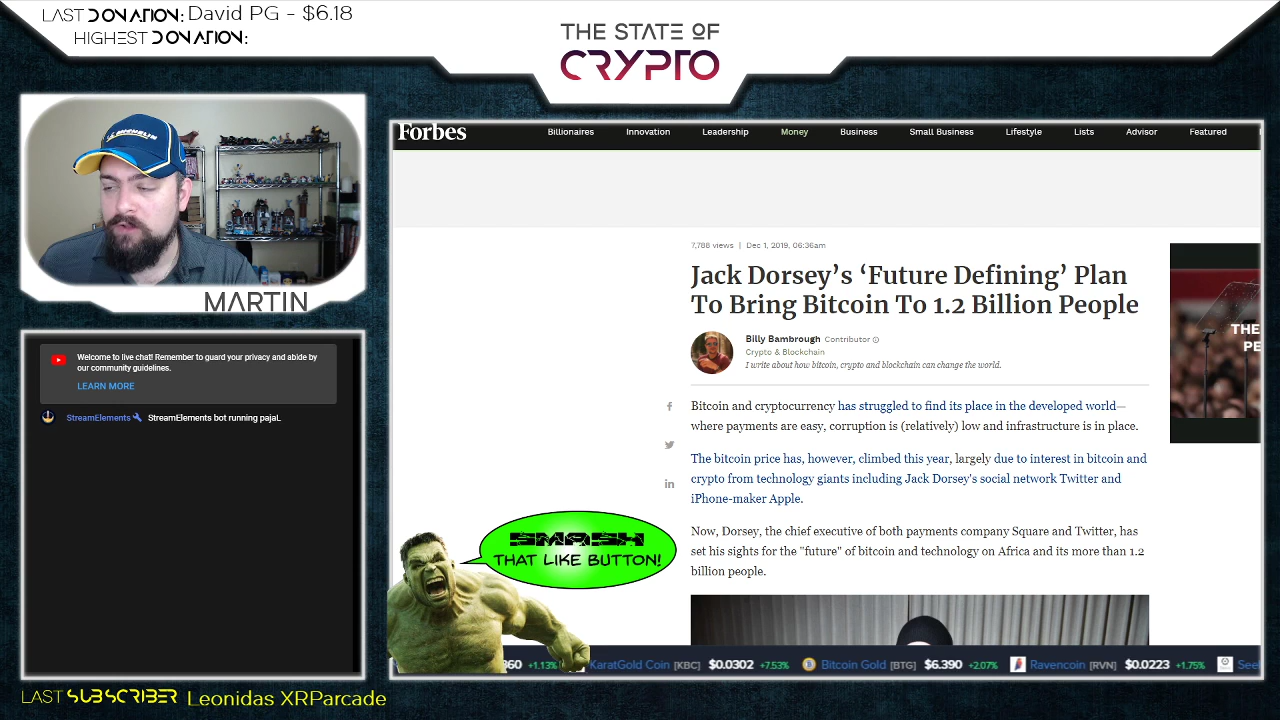 LAST DONATION: David PG - $6.18
HIGHEST DONATION:
THE STATE OF
CRYPTO
MARTIN
Welcome to live chat! Remember to guard your privacy and abide by
our community guidelines.
LEARN MORE
StreamElements StreamElements bot running pajaL
LAST SUBSCRIBER Leonidas XRParcade
Forbes
Billionaires Innovation Leadership Money Business Small Business Lifestyle Lists Advisor Featured
7,788 views | Dec 1, 2019, 06:36am
Jack Dorsey's ‘Future Defining’ Plan
To Bring Bitcoin To 1.2 Billion People
Billy Bambrough Contributor
Crypto & Blockchain
I write about how bitcoin, crypto and blockchain can change the world.
Bitcoin and cryptocurrency has struggled to find its place in the developed world—
where payments are easy, corruption is (relatively) low and infrastructure is in place.
The bitcoin price has, however, climbed this year, largely due to interest in bitcoin and
crypto from technology giants including Jack Dorsey's social network Twitter and
iPhone-maker Apple.
Now, Dorsey, the chief executive of both payments company Square and Twitter, has
set his sights for the "future" of bitcoin and technology on Africa and its more than 1.2
billion people.
THE
PE
SMASH
THAT LIKE BUTTON!
360 +1.13% KaratGold Coin [KBC] $0.0302 +7.53% Bitcoin Gold [BTG] $6.390 +2.07% Ravencoin [RVN] $0.0223 +1.75% Seel